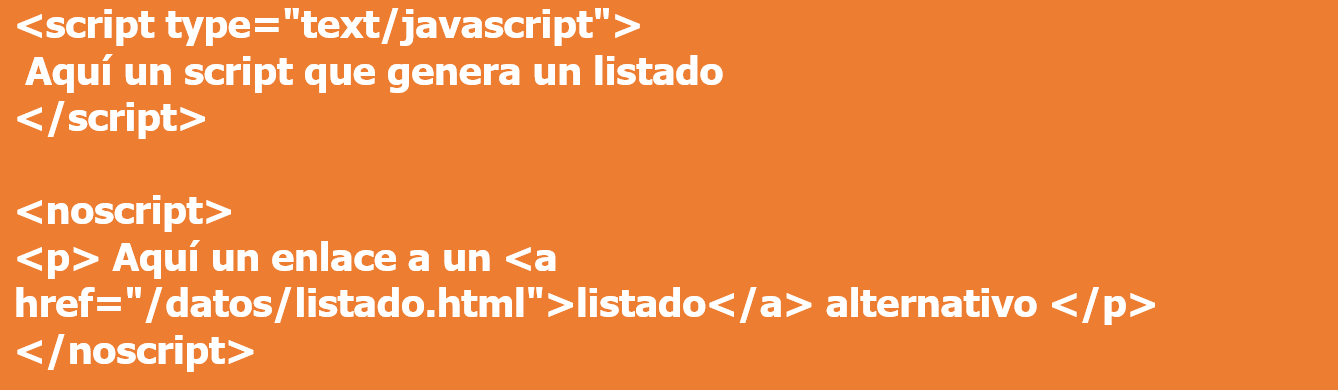 <script type="text/javascript">
Aquí un script que genera un listado
</script>
<noscript>
<p> Aquí un enlace a un <a
href="/datos/listado.html">listado</a> alternativo </p>
</noscript>